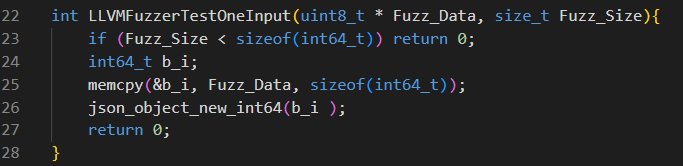 22 int LLVMFuzzerTestOneInput(uint8_t * Fuzz_Data, size_t Fuzz_Size){
23     if (Fuzz_Size < sizeof(int64_t)) return 0;
24     int64_t b_i;
25     memcpy(&b_i, Fuzz_Data, sizeof(int64_t));
26     json_object_new_int64(b_i );
27     return 0;
28 }